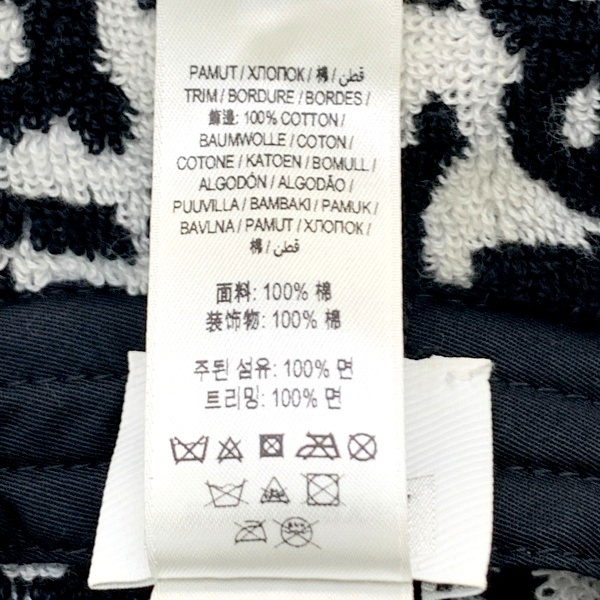 PAMUT / ХЛОПОК / 棉 / قطن /
TRIM / BORDURE / BORDES /
飾邊: 100% COTTON /
BAUMWOLLE / COTON /
COTONE / KATOEN / BOMULL /
ALGODÓN / ALGODÃO /
PUUVILLA / BAMBAKI / PAMUK /
BAVLNA / PAMUT / ХЛОПОК /
棉 / قطن /
面料: 100% 棉
装饰物: 100% 棉
주된 섬유: 100% 면
트리밍: 100% 면